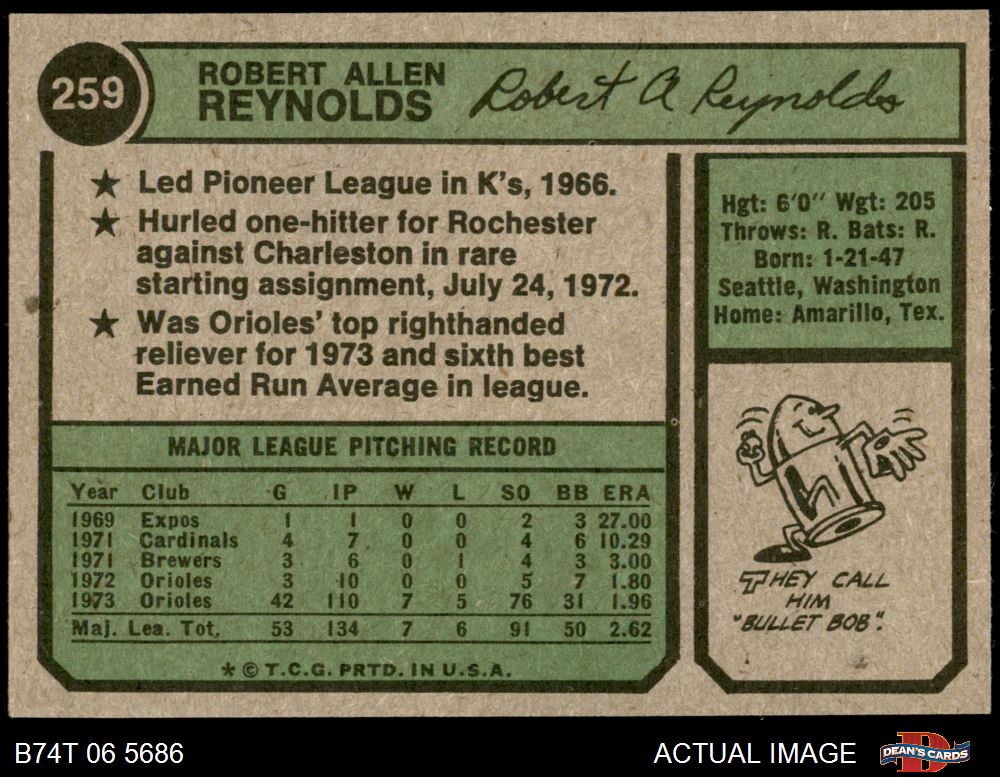 259
ROBERT ALLEN
REYNOLDS
Robert A Reynolds
★ Led Pioneer League in K's, 1966.
★ Hurled one-hitter for Rochester
against Charleston in rare
starting assignment, July 24, 1972.
★ Was Orioles' top righthanded
reliever for 1973 and sixth best
Earned Run Average in league.
Hgt: 6'0" Wgt: 205
Throws: R. Bats: R.
Born: 1-21-47
Seattle, Washington
Home: Amarillo, Tex.
MAJOR LEAGUE PITCHING RECORD
Year Club G IP W L SO BB ERA
1969 Expos 1 1 0 0 2 3 27.00
1971 Cardinals 4 7 0 0 4 6 10.29
1971 Brewers 3 6 0 1 4 3 3.00
1972 Orioles 3 10 0 0 5 7 1.80
1973 Orioles 42 110 7 5 76 31 1.96
Maj. Lea. Tot. 53 134 7 6 91 50 2.62
* © T.C.G. PRTD. IN U.S.A.
THEY CALL
HIM
"BULLET BOB".
B74T 06 5686
ACTUAL IMAGE
D
DEAN'S CARDS